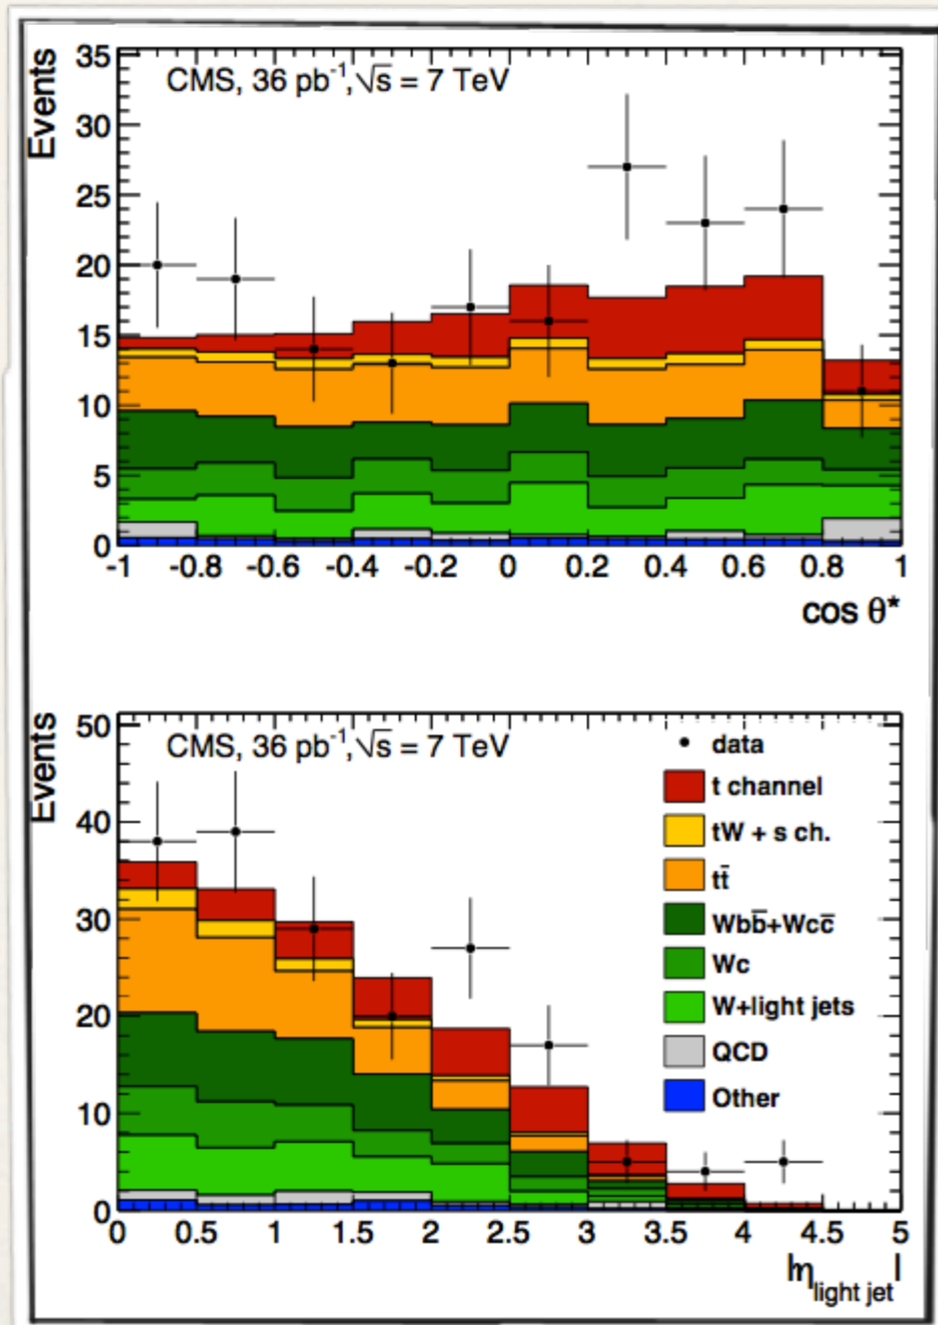 Events
35
30
25
20
15
10
5
0
CMS, 36 pb⁻¹,√s = 7 TeV
-1 -0.8 -0.6 -0.4 -0.2 0 0.2 0.4 0.6 0.8 1
cos θ*
Events
50
40
30
20
10
0
CMS, 36 pb⁻¹,√s = 7 TeV
data
t channel
tW + s ch.
tt̄
Wbb̄+Wcc̄
Wc
W+light jets
QCD
Other
0 0.5 1 1.5 2 2.5 3 3.5 4 4.5 5
|η light jet|